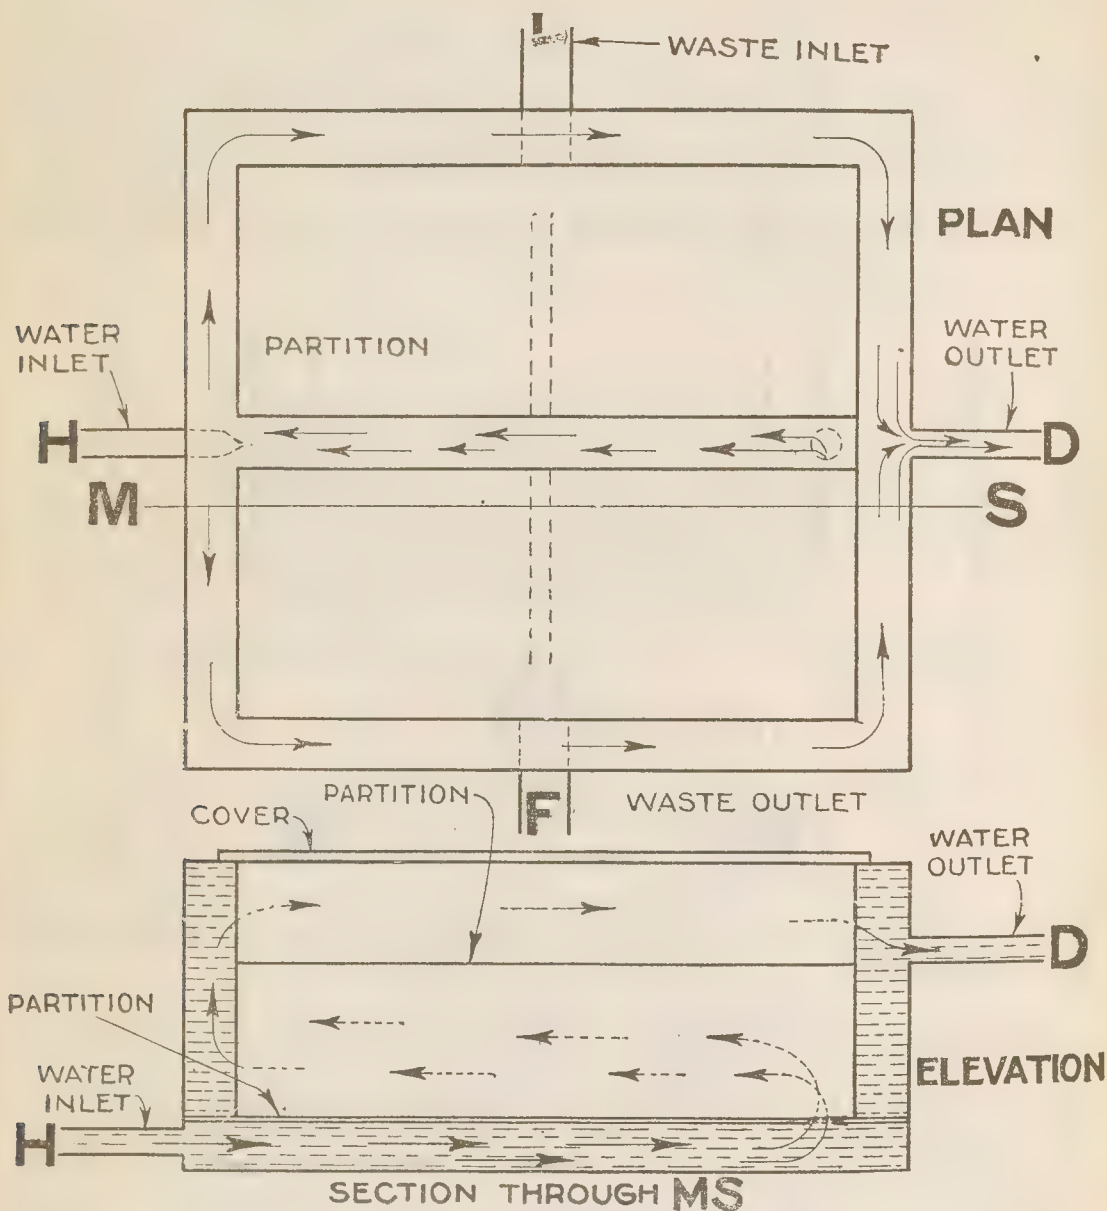 WASTE INLET
PLAN
WATER
INLET
PARTITION
WATER
OUTLET
H
D
M
S
PARTITION
F
WASTE OUTLET
COVER
WATER
OUTLET
D
PARTITION
WATER
INLET
ELEVATION
H
SECTION THROUGH MS